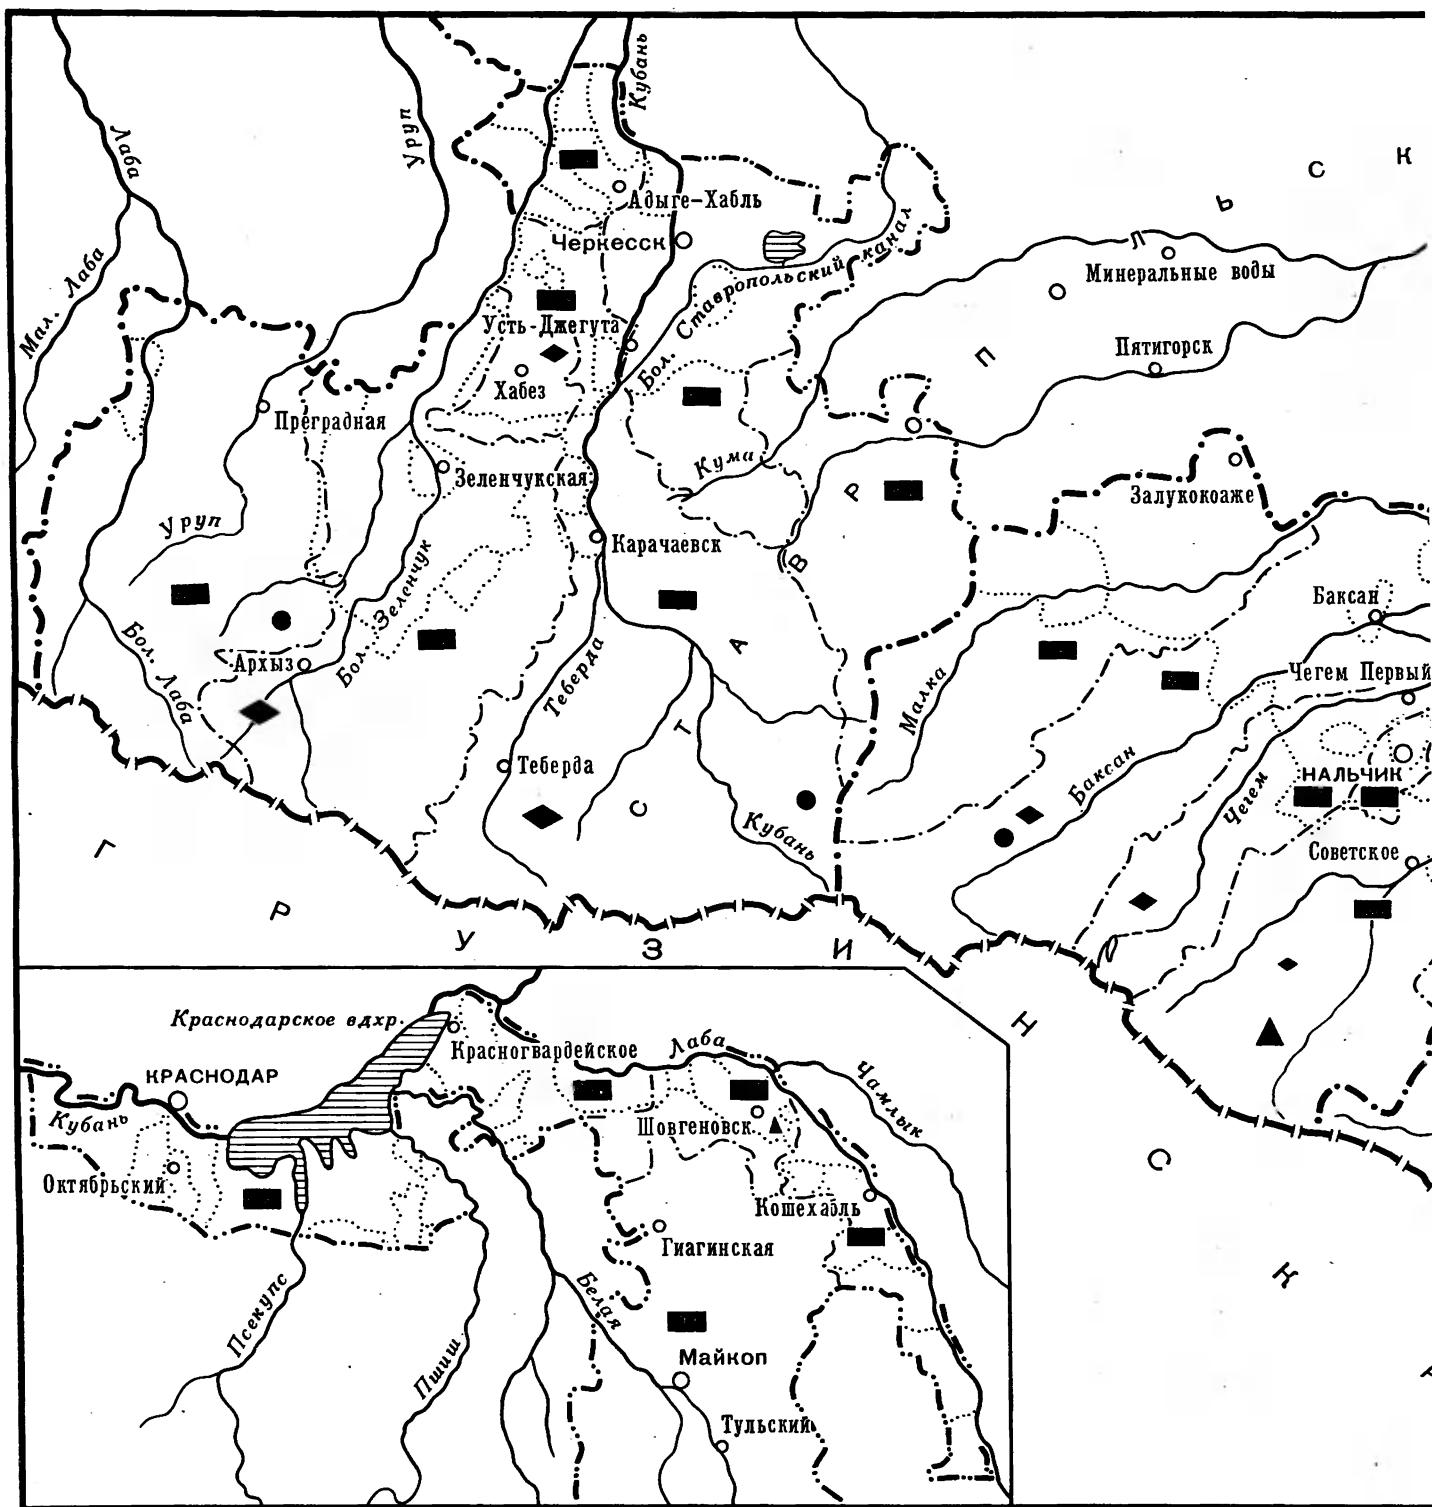 Кубань
Лаба
Уруп
К
С
Ь
Л
Адыге-Хабль
Черкесск
Мал. Лаба
Бол. Ставропольский канал
Минеральные воды
П
Усть-Джегута
Пятигорск
Хабез
Преградная
Кума
Зеленчукская
Р
Залукокоаже
Уруп
Карачаевск
В
Баксан
Бол. Зеленчук
Бол. Лаба
Архыз
А
Теберда
Малка
Чегем Первый
Т
Теберда
Баксан
НАЛЬЧИК
Чегем
С
Кубань
Советское
Г
Р
У
З
И
Н
С
К
Краснодарское вдхр.
Красногвардейское
Лаба
Чамлык
КРАСНОДАР
Кубань
Шовгеновск.
Октябрьский
Кошехабль
Гиагинская
Псекупс
Белая
Пшиш
Майкоп
Тульский